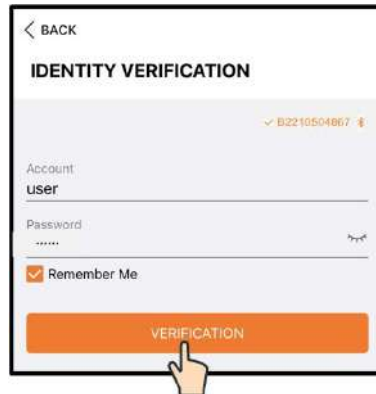 BACK
IDENTITY VERIFICATION
B2210504867
Account
user
Password
......
Remember Me
VERIFICATION